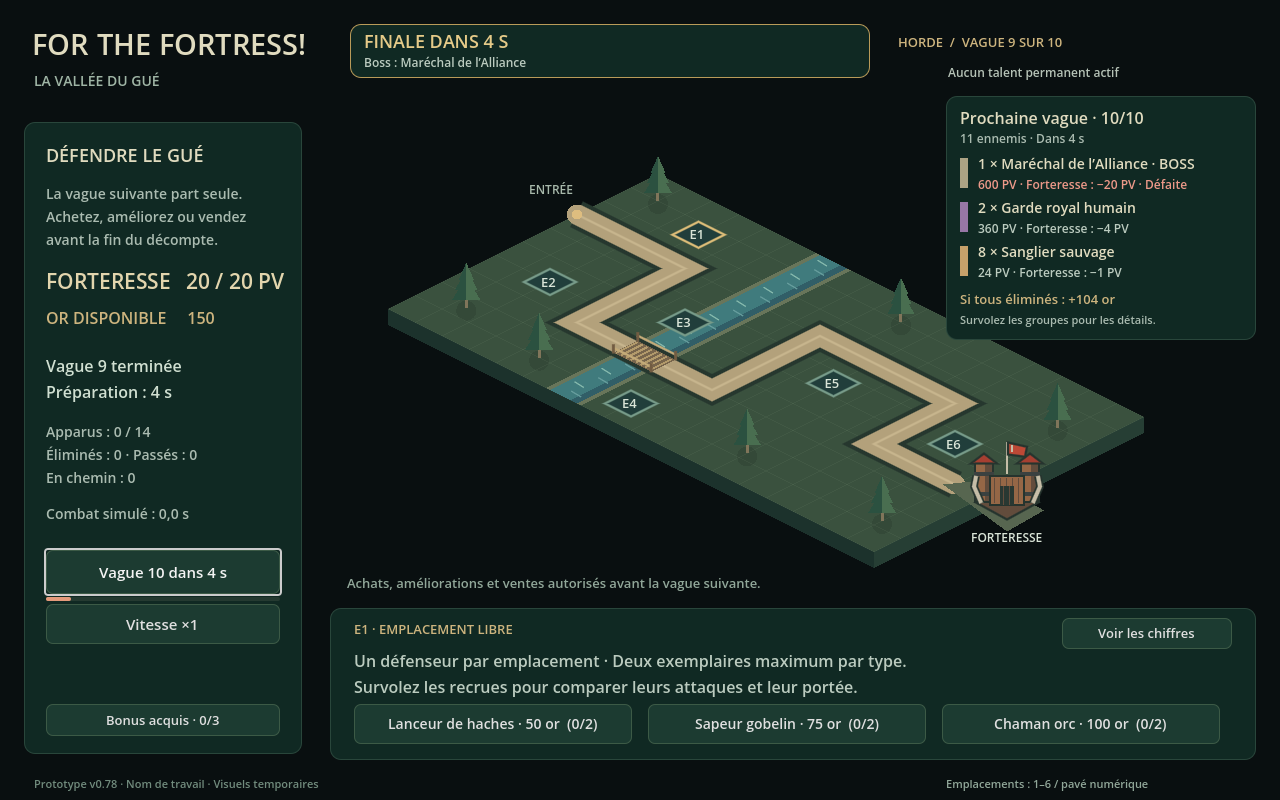 FOR THE FORTRESS!
LA VALLÉE DU GUÉ
FINALE DANS 4 S
Boss : Maréchal de l’Alliance
HORDE / VAGUE 9 SUR 10
Aucun talent permanent actif
DÉFENDRE LE GUÉ
La vague suivante part seule.
Achetez, améliorez ou vendez
avant la fin du décompte.
FORTERESSE 20 / 20 PV
OR DISPONIBLE 150
Vague 9 terminée
Préparation : 4 s
Apparus : 0 / 14
Éliminés : 0 · Passés : 0
En chemin : 0
Combat simulé : 0,0 s
Vague 10 dans 4 s
Vitesse ×1
Bonus acquis · 0/3
Prochaine vague · 10/10
11 ennemis · Dans 4 s
1 × Maréchal de l’Alliance · BOSS
600 PV · Forteresse : −20 PV · Défaite
2 × Garde royal humain
360 PV · Forteresse : −4 PV
8 × Sanglier sauvage
24 PV · Forteresse : −1 PV
Si tous éliminés : +104 or
Survolez les groupes pour les détails.
ENTRÉE
E1
E2
E3
E4
E5
E6
FORTERESSE
Achats, améliorations et ventes autorisés avant la vague suivante.
E1 · EMPLACEMENT LIBRE
Voir les chiffres
Un défenseur par emplacement · Deux exemplaires maximum par type.
Survolez les recrues pour comparer leurs attaques et leur portée.
Lanceur de haches · 50 or (0/2)
Sapeur gobelin · 75 or (0/2)
Chaman orc · 100 or (0/2)
Prototype v0.78 · Nom de travail · Visuels temporaires
Emplacements : 1–6 / pavé numérique